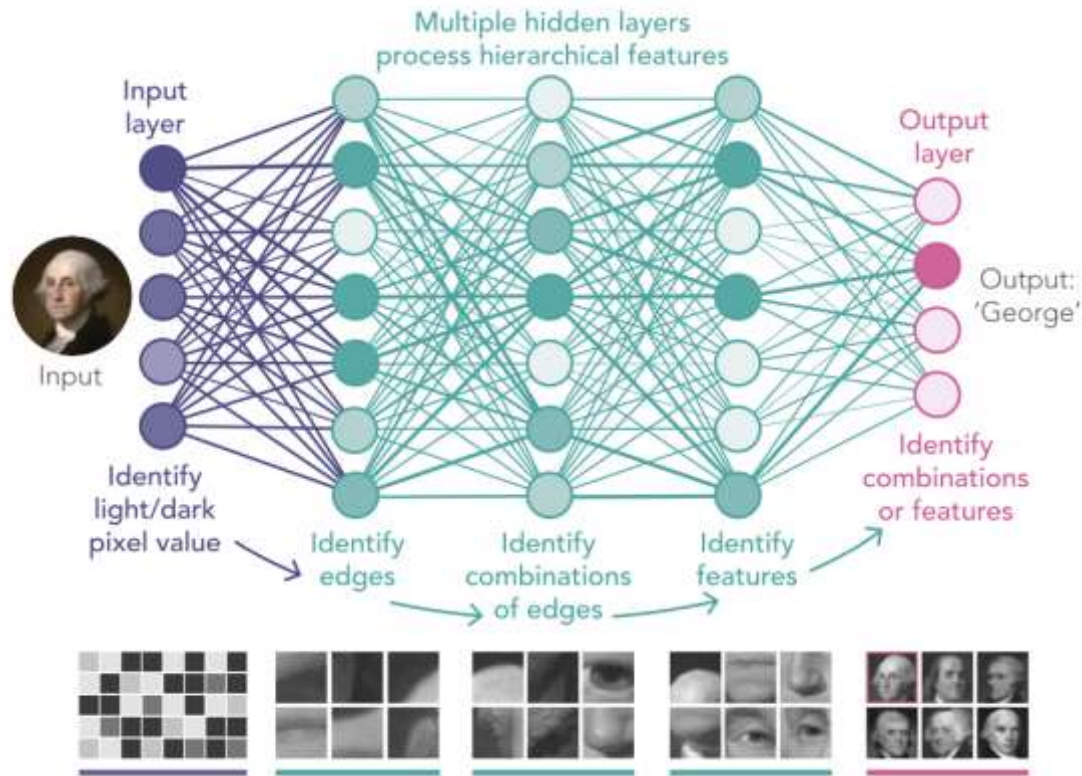 Multiple hidden layers
process hierarchical features
Input
layer
Output
layer
Input
Output:
‘George’
Identify
light/dark
pixel value
Identify
edges
Identify
combinations
of edges
Identify
features
Identify
combinations
or features